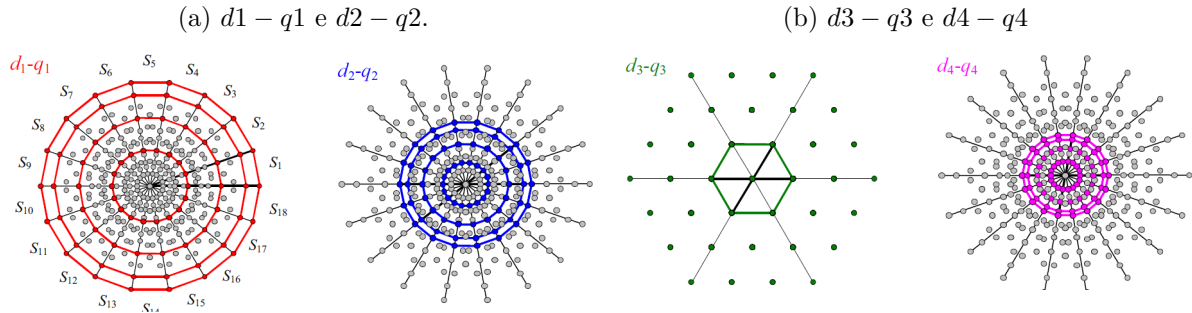 (a) d1 − q1 e d2 − q2.
(b) d3 − q3 e d4 − q4
d1-q1
S5
S6
S4
S7
S3
S8
S2
S9
S1
S10
S18
S11
S17
S12
S16
S13
S15
S14
d2-q2
d3-q3
d4-q4